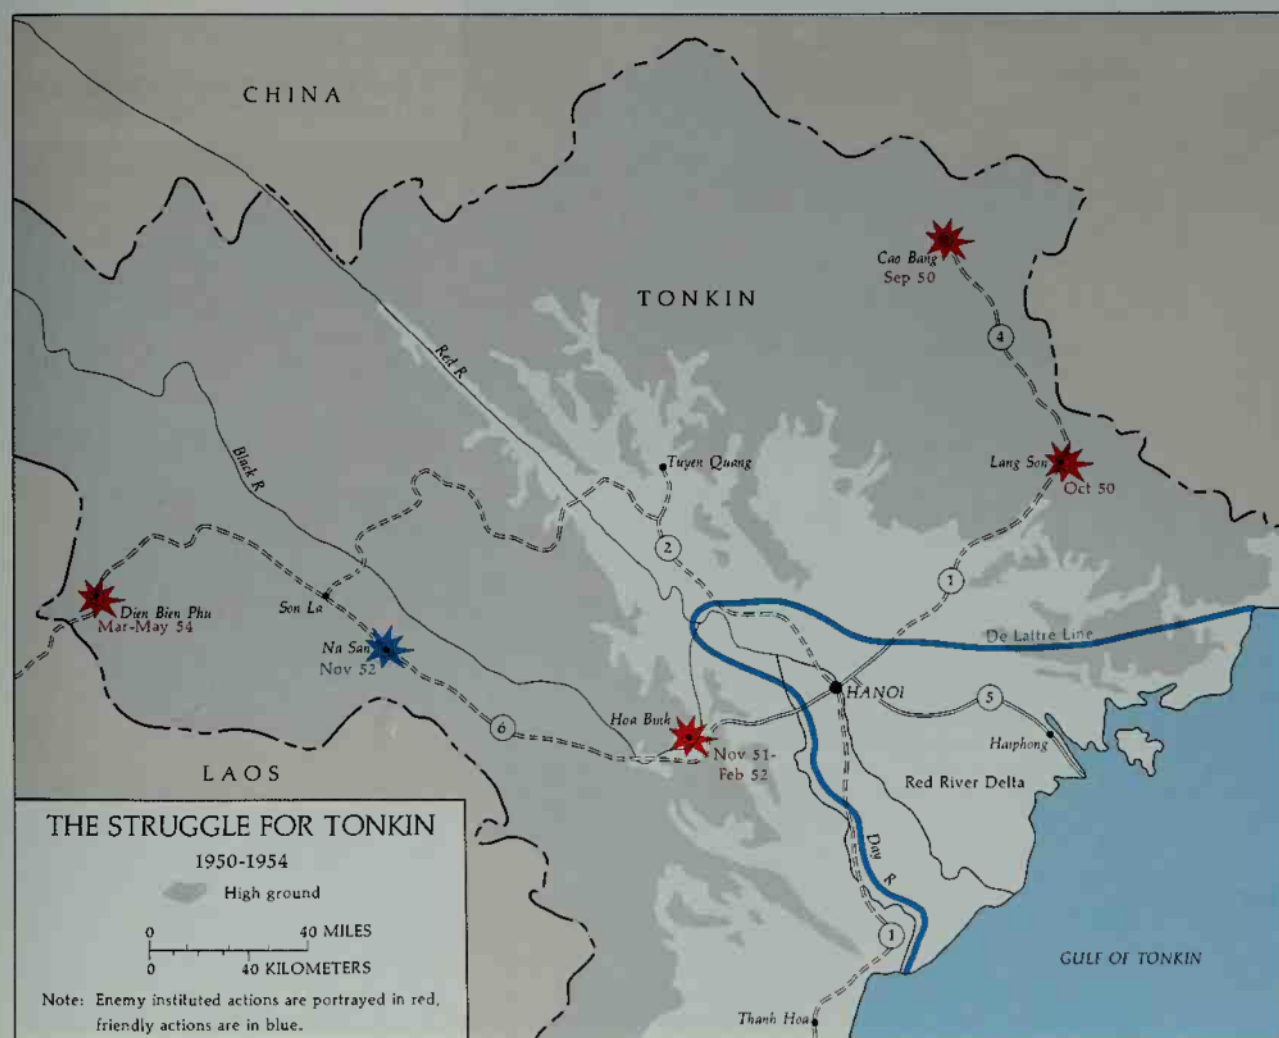 CHINA
TONKIN
Cao Bang
Sep 50
4
Red R
Black R
Tuyen Quang
Lang Son
Oct 50
2
1
Dien Bien Phu
Mar-May 54
Son La
Na San
Nov 52
De Lattre Line
HANOI
5
Haiphong
6
Hoa Binh
Nov 51-
Feb 52
Red River Delta
LAOS
Day R
1
GULF OF TONKIN
Thanh Hoa
THE STRUGGLE FOR TONKIN
1950-1954
High ground
0 40 MILES
0 40 KILOMETERS
Note: Enemy instituted actions are portrayed in red,
friendly actions are in blue.